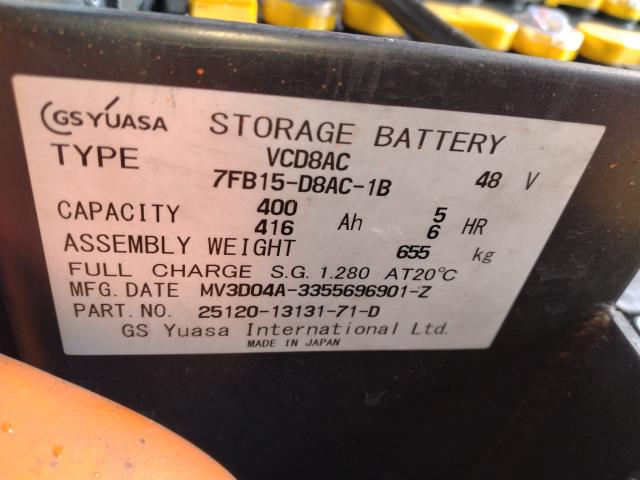 GS YUASA STORAGE BATTERY
TYPE VCD8AC
7FB15-D8AC-1B 48 V
CAPACITY 400 Ah 5 HR
416 6
ASSEMBLY WEIGHT 655 kg
FULL CHARGE S.G. 1.280 AT20℃
MFG. DATE MV3D04A-3355696901-Z
PART. NO. 25120-13131-71-D
GS Yuasa International Ltd.
MADE IN JAPAN